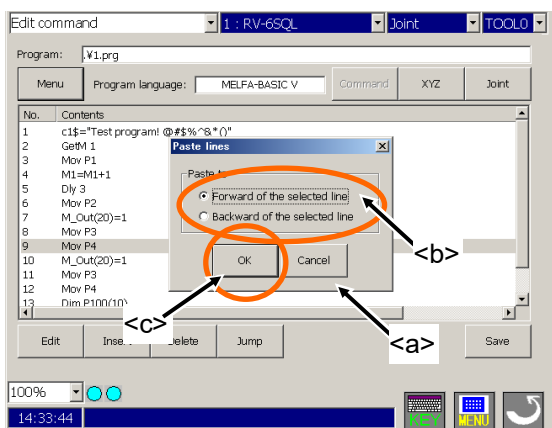 Edit command 1 : RV-6SQL Joint TOOL0
Program: .¥1.prg
Menu Program language: MELFA-BASIC V Command XYZ Joint
No. Contents
1 c1$="Test program! @#$%^&*()"
2 GetM 1
3 Mov P1
4 M1=M1+1
5 Dly 3
6 Mov P2
7 M_Out(20)=1
8 Mov P3
9 Mov P4
10 M_Out(20)=1
11 Mov P3
12 Mov P4
13 Dim P100(10)
Paste lines
Paste to
Forward of the selected line
Backward of the selected line
OK Cancel
<b>
<c>
<a>
Edit Insert Delete Jump Save
100%
14:33:44
KEY MENU